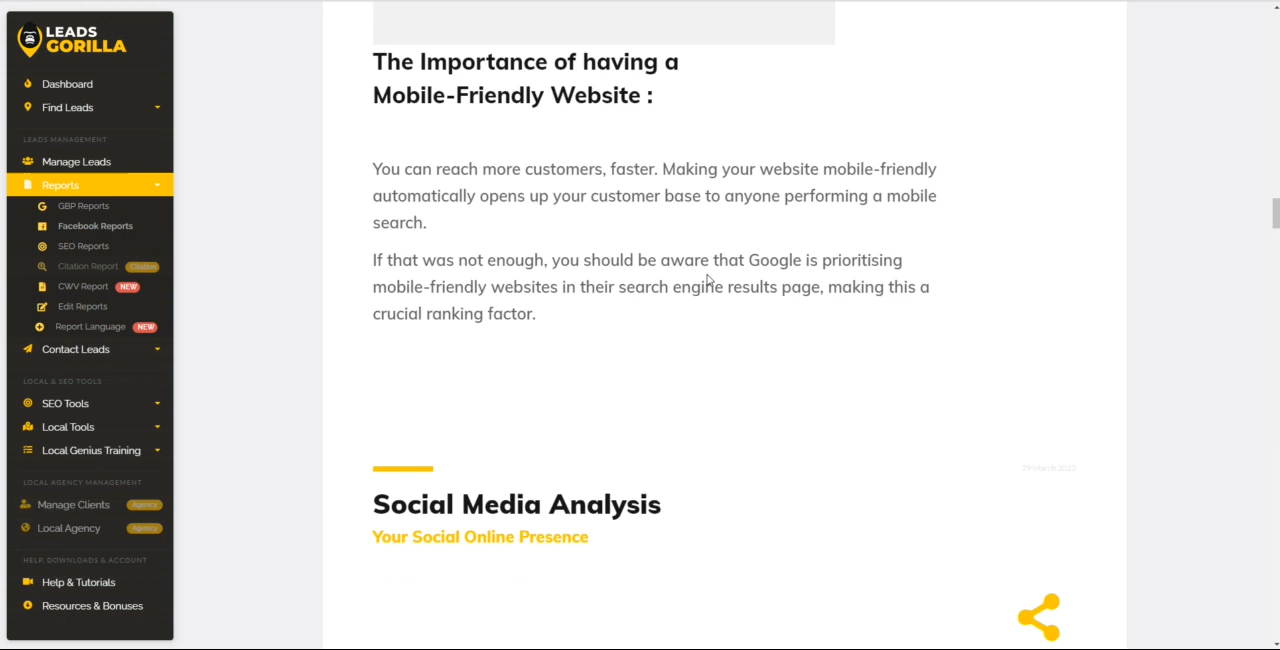 LEADS
GORILLA
Dashboard
Find Leads
LEADS MANAGEMENT
Manage Leads
Reports
GBP Reports
Facebook Reports
SEO Reports
Citation Report Citation
CWV Report NEW
Edit Reports
Report Language NEW
Contact Leads
LOCAL & SEO TOOLS
SEO Tools
Local Tools
Local Genius Training
LOCAL AGENCY MANAGEMENT
Manage Clients Agency
Local Agency Agency
HELP, DOWNLOADS & ACCOUNT
Help & Tutorials
Resources & Bonuses
The Importance of having a
Mobile-Friendly Website :
You can reach more customers, faster. Making your website mobile-friendly
automatically opens up your customer base to anyone performing a mobile
search.
If that was not enough, you should be aware that Google is prioritising
mobile-friendly websites in their search engine results page, making this a
crucial ranking factor.
29 March 2023
Social Media Analysis
Your Social Online Presence